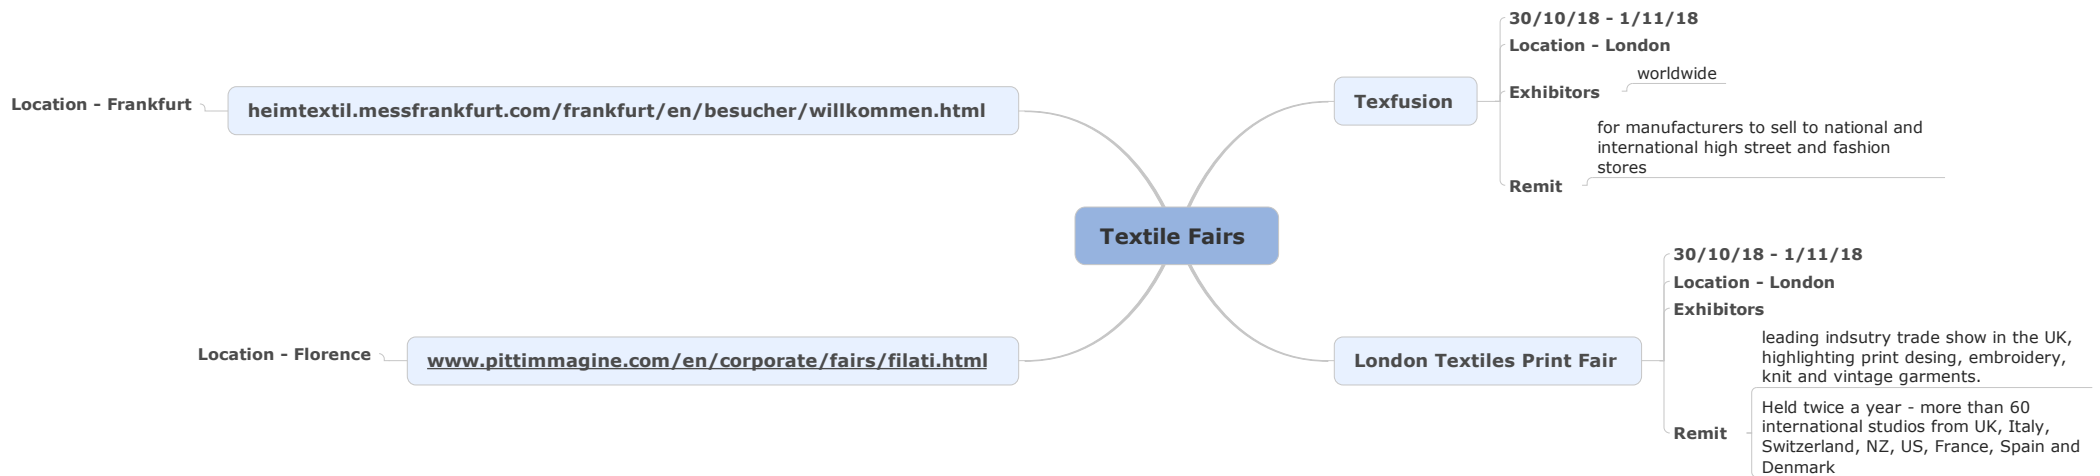 Textile Fairs
Texfusion
30/10/18 - 1/11/18
Location - London
Exhibitors
worldwide
Remit
for manufacturers to sell to national and
international high street and fashion
stores
London Textiles Print Fair
30/10/18 - 1/11/18
Location - London
Exhibitors
Remit
leading indsutry trade show in the UK,
highlighting print desing, embroidery,
knit and vintage garments.
Held twice a year - more than 60
international studios from UK, Italy,
Switzerland, NZ, US, France, Spain and
Denmark
www.pittimmagine.com/en/corporate/fairs/filati.html
Location - Florence
heimtextil.messfrankfurt.com/frankfurt/en/besucher/willkommen.html
Location - Frankfurt